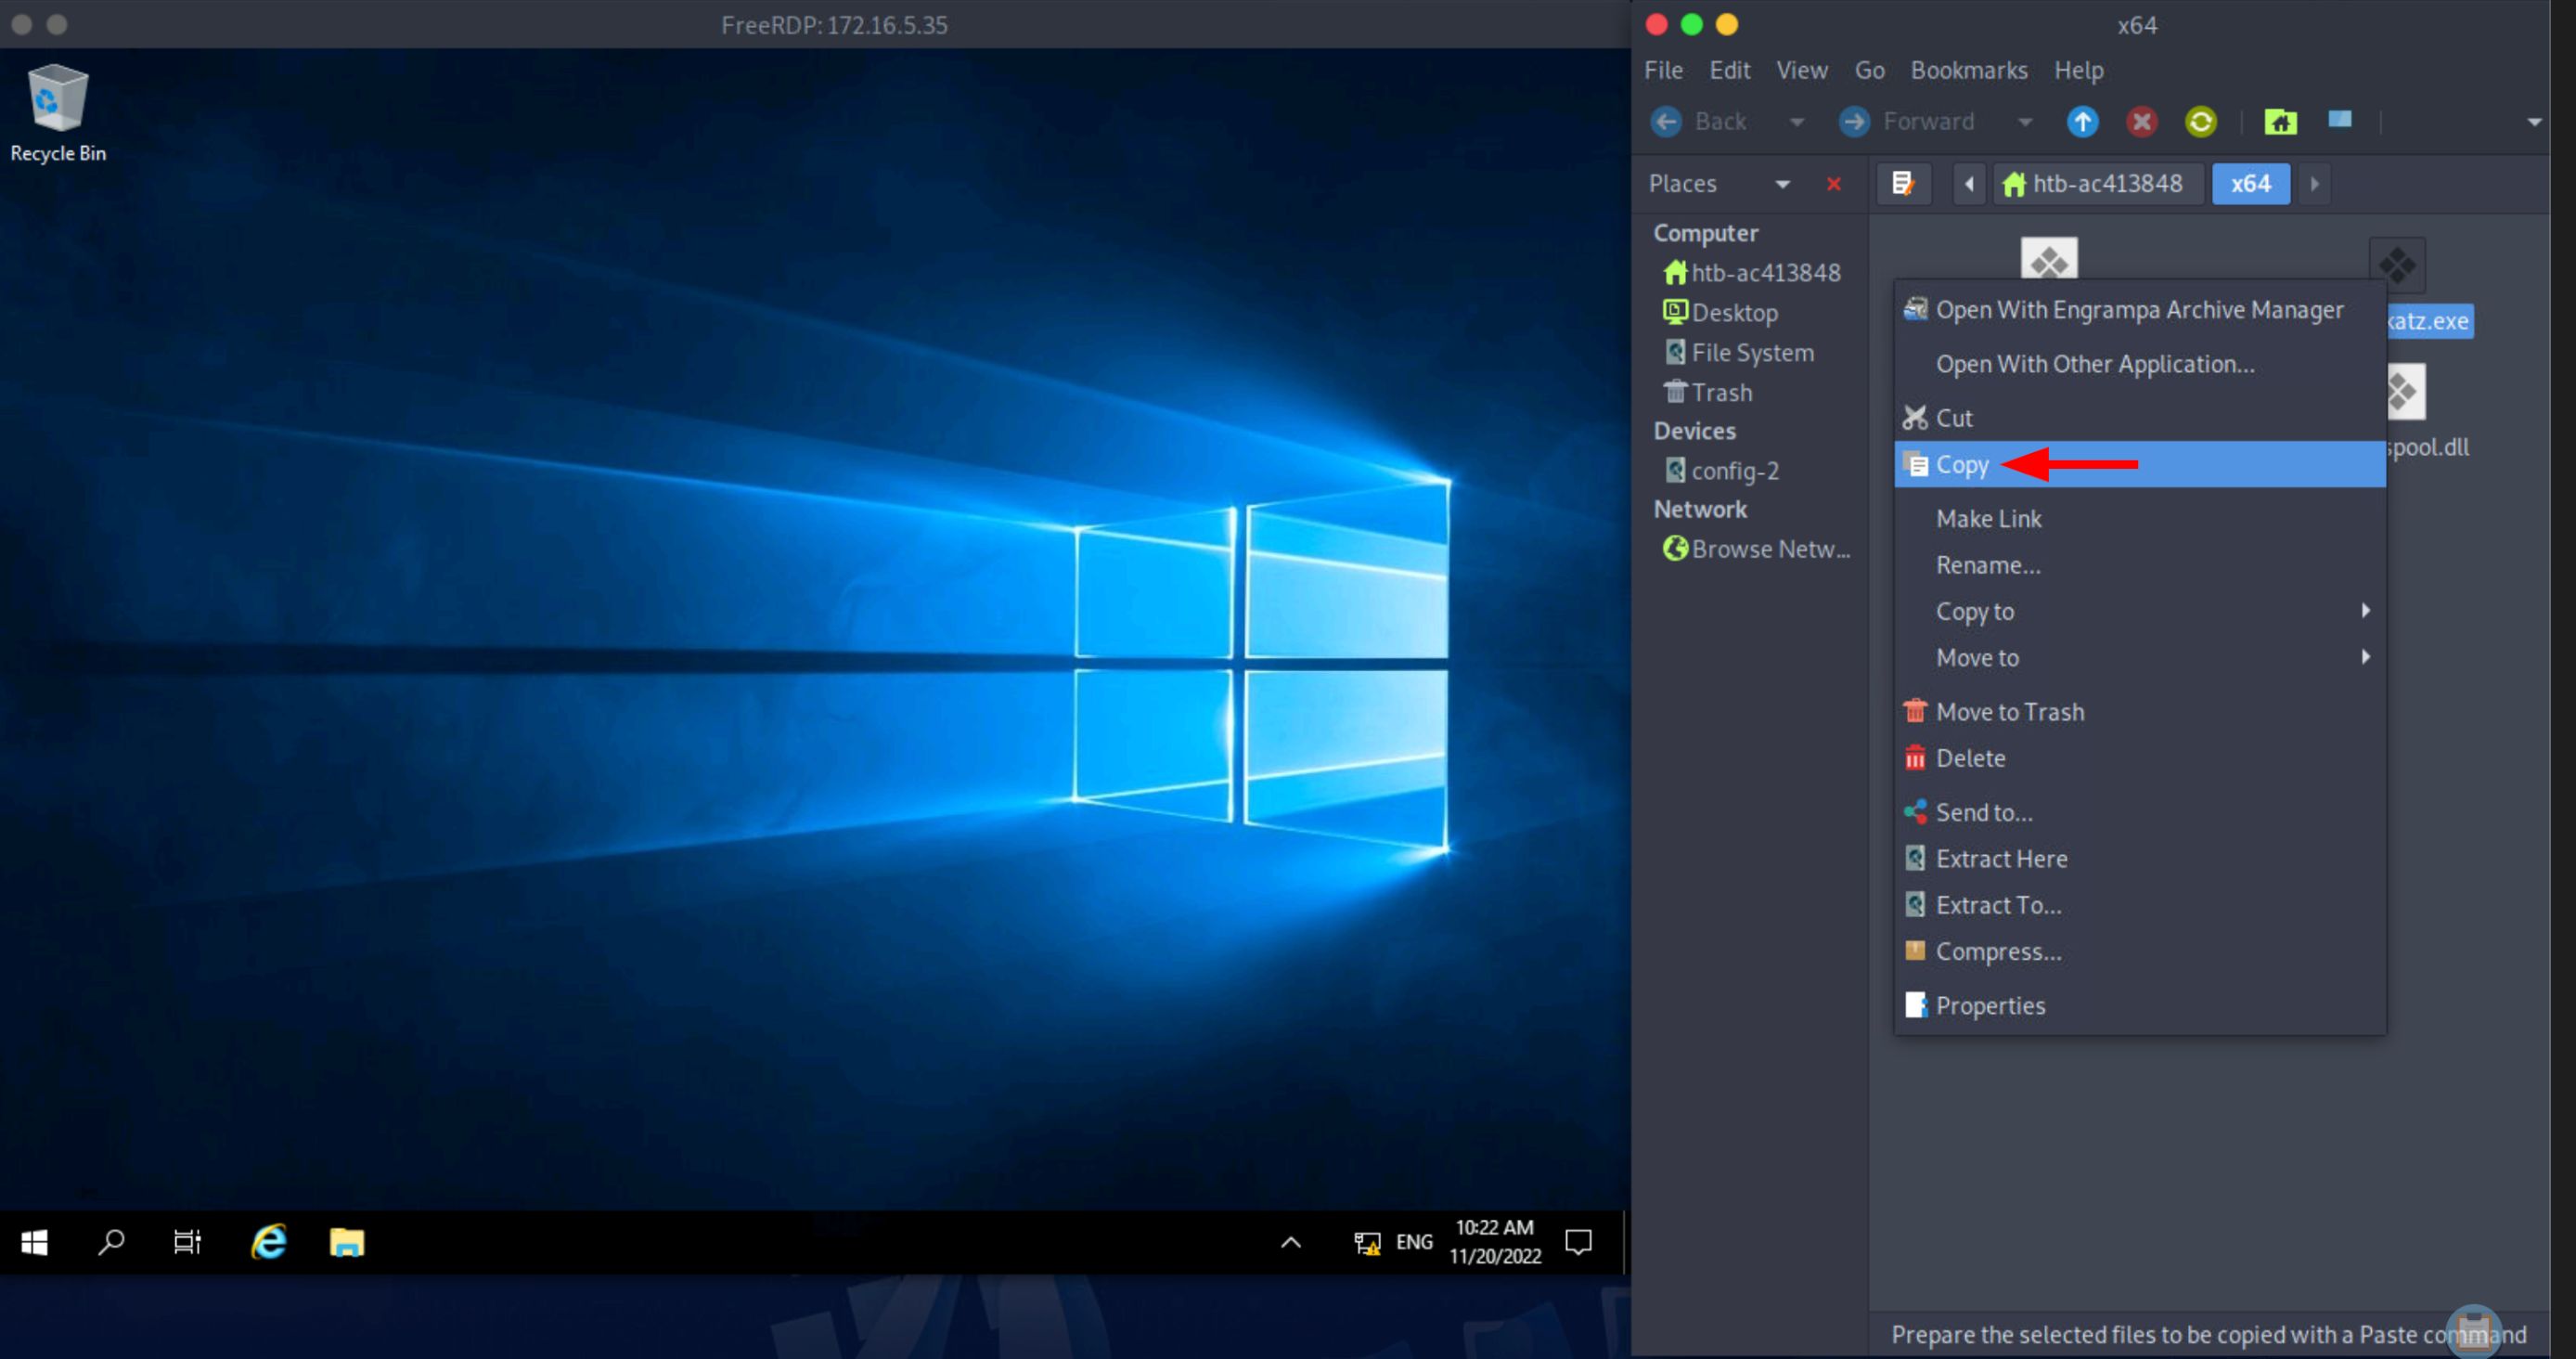 FreeRDP: 172.16.5.35
Recycle Bin
ENG
10:22 AM
11/20/2022
x64
File Edit View Go Bookmarks Help
Back Forward
Places
htb-ac413848
x64
Computer
htb-ac413848
Desktop
File System
Trash
Devices
config-2
Network
Browse Netw...
katz.exe
spool.dll
Open With Engrampa Archive Manager
Open With Other Application...
Cut
Copy
Make Link
Rename...
Copy to
Move to
Move to Trash
Delete
Send to...
Extract Here
Extract To...
Compress...
Properties
Prepare the selected files to be copied with a Paste command